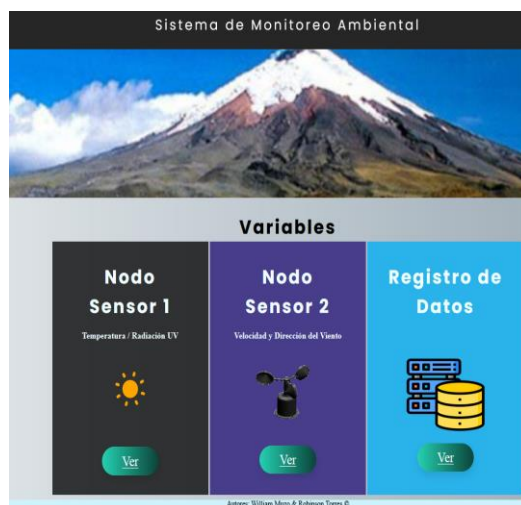 Sistema de Monitoreo Ambiental
Variables
Nodo
Sensor 1
Temperatura / Radiación UV
Ver
Nodo
Sensor 2
Velocidad y Dirección del Viento
Ver
Registro de
Datos
Ver
Autores: William & Robinson Torres ©